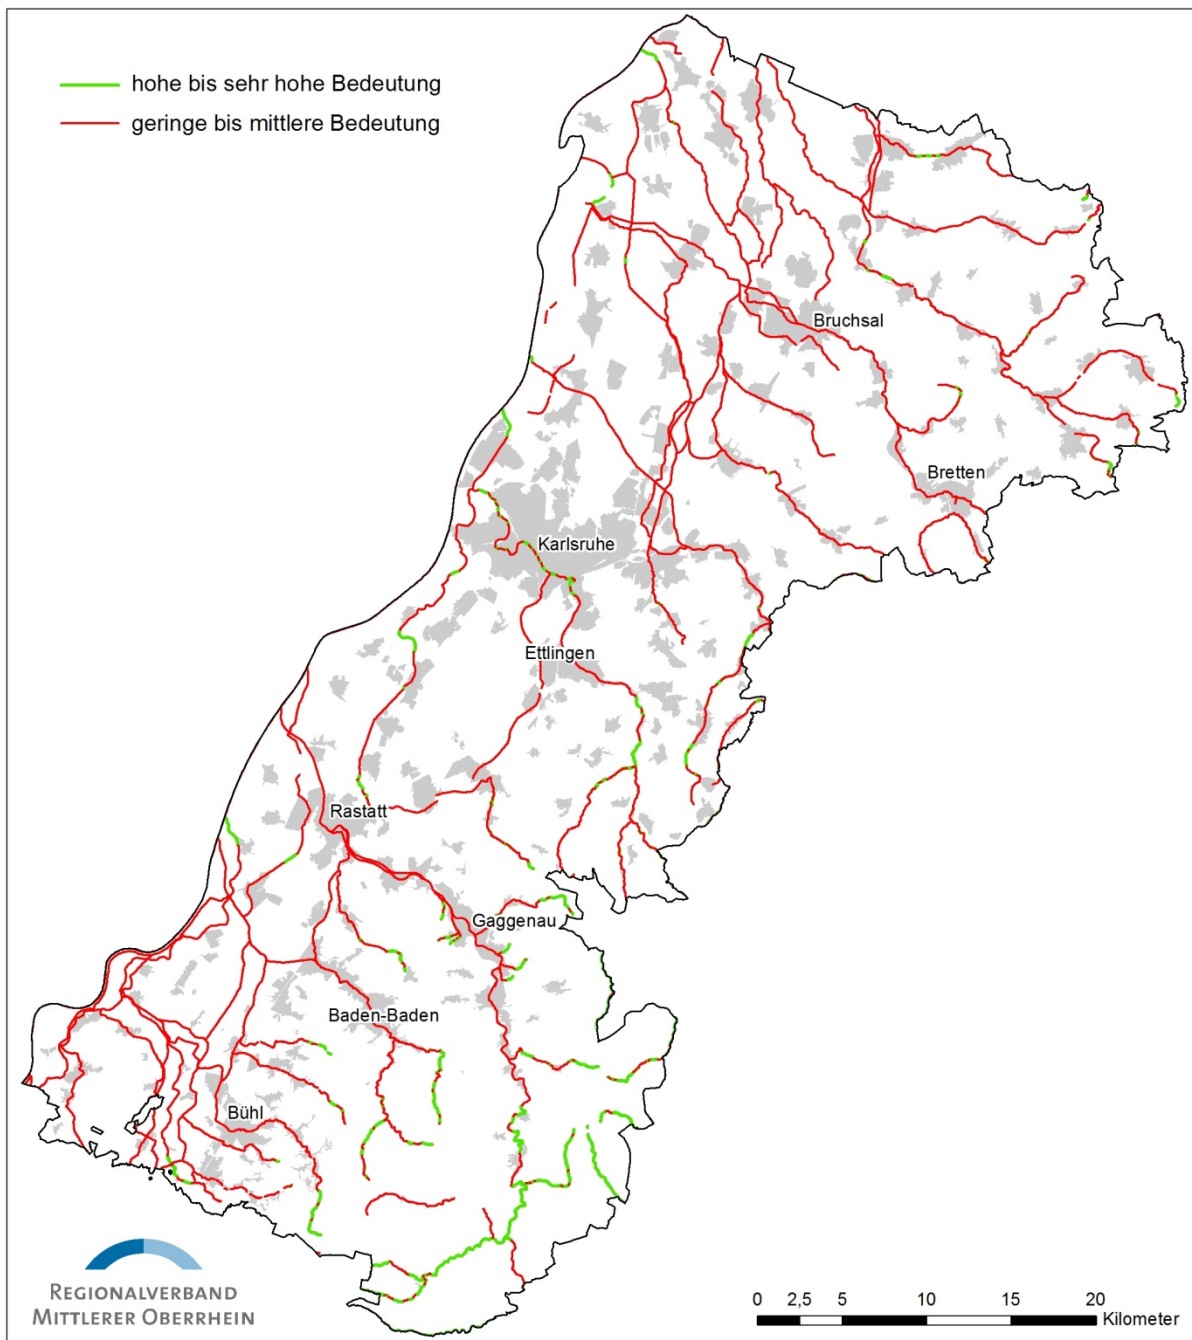 hohe bis sehr hohe Bedeutung
geringe bis mittlere Bedeutung
Bruchsal
Bretten
Karlsruhe
Ettlingen
Rastatt
Gaggenau
Baden-Baden
Bühl
REGIONALVERBAND
MITTLERER OBERRHEIN
0 2,5 5 10 15 20
Kilometer